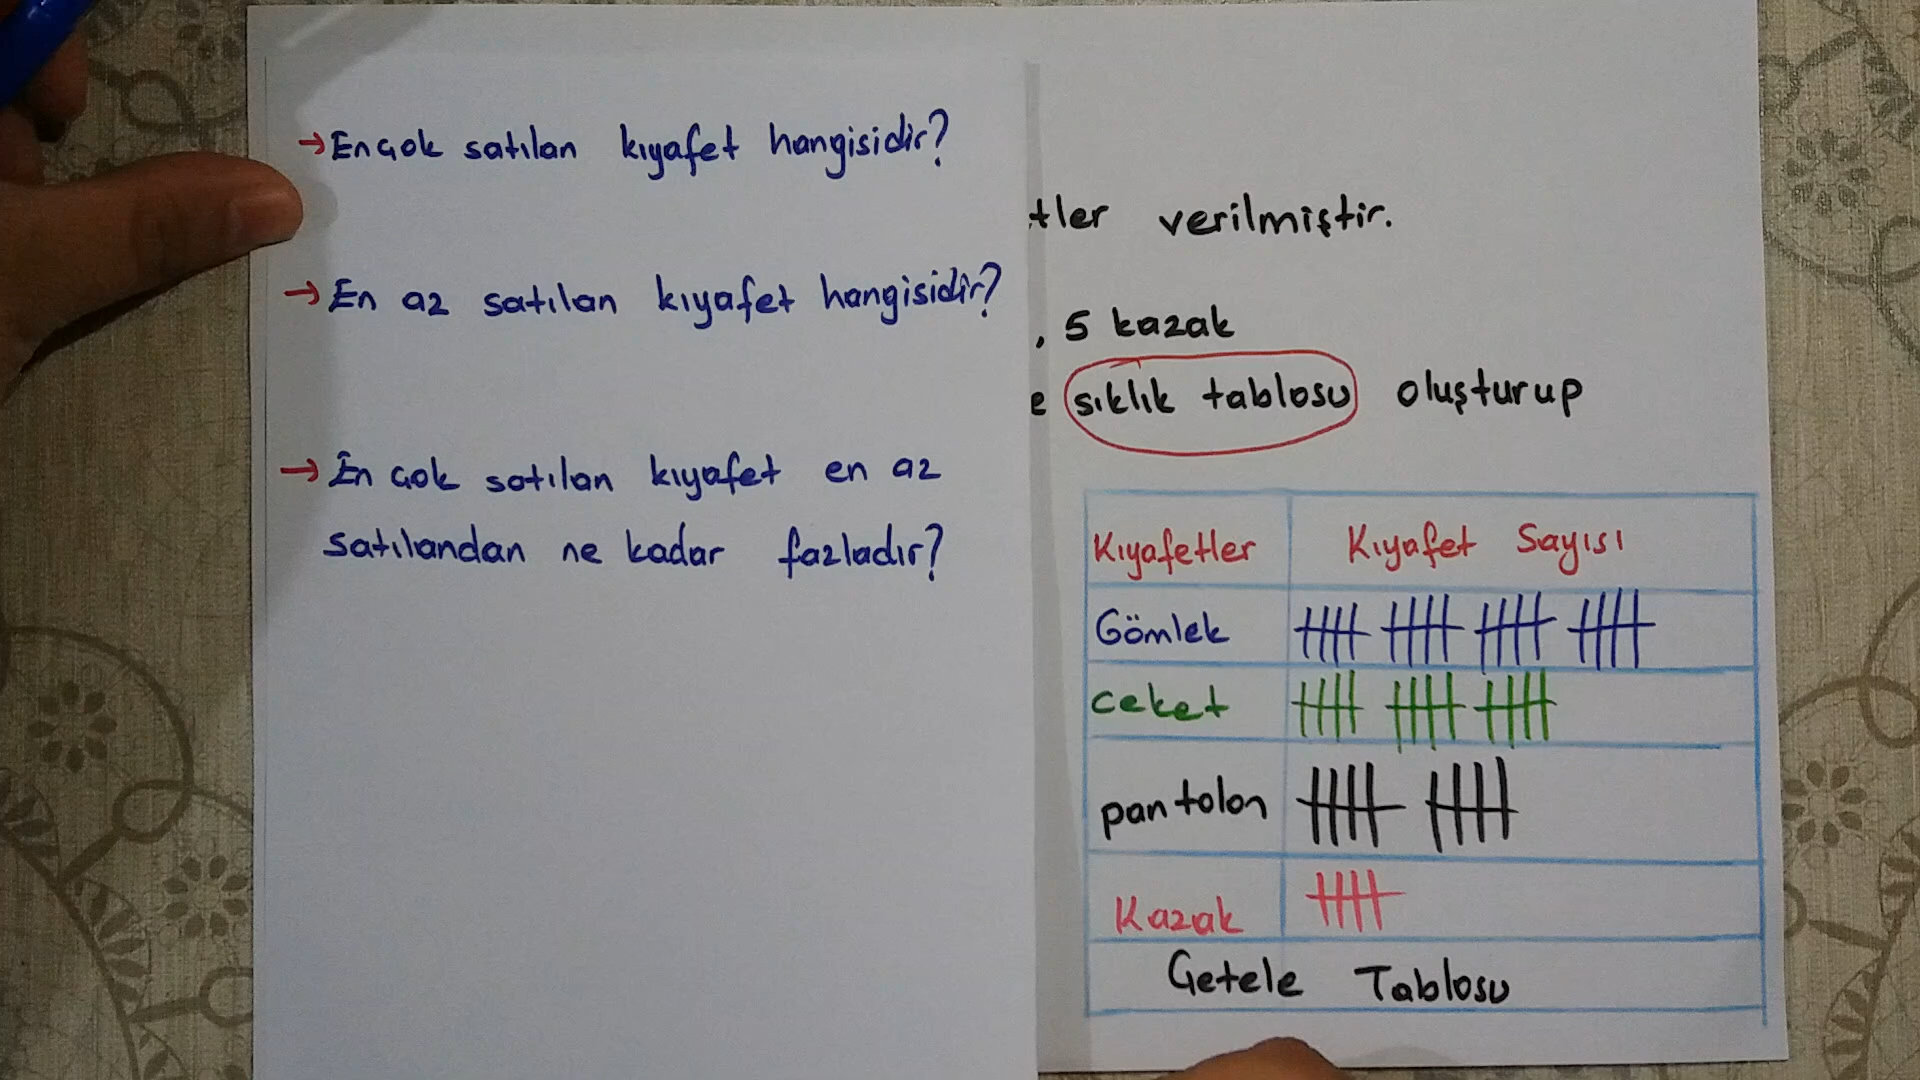 → En çok satılan kıyafet hangisidir?
→ En az satılan kıyafet hangisidir?
→ En çok satılan kıyafet en az
satılandan ne kadar fazladır?
tler verilmiştir.
, 5 kazak
e sıklık tablosu oluşturup
Kıyafetler Kıyafet Sayısı
Gömlek
ceket
pantolon
Kazak
Çetele Tablosu